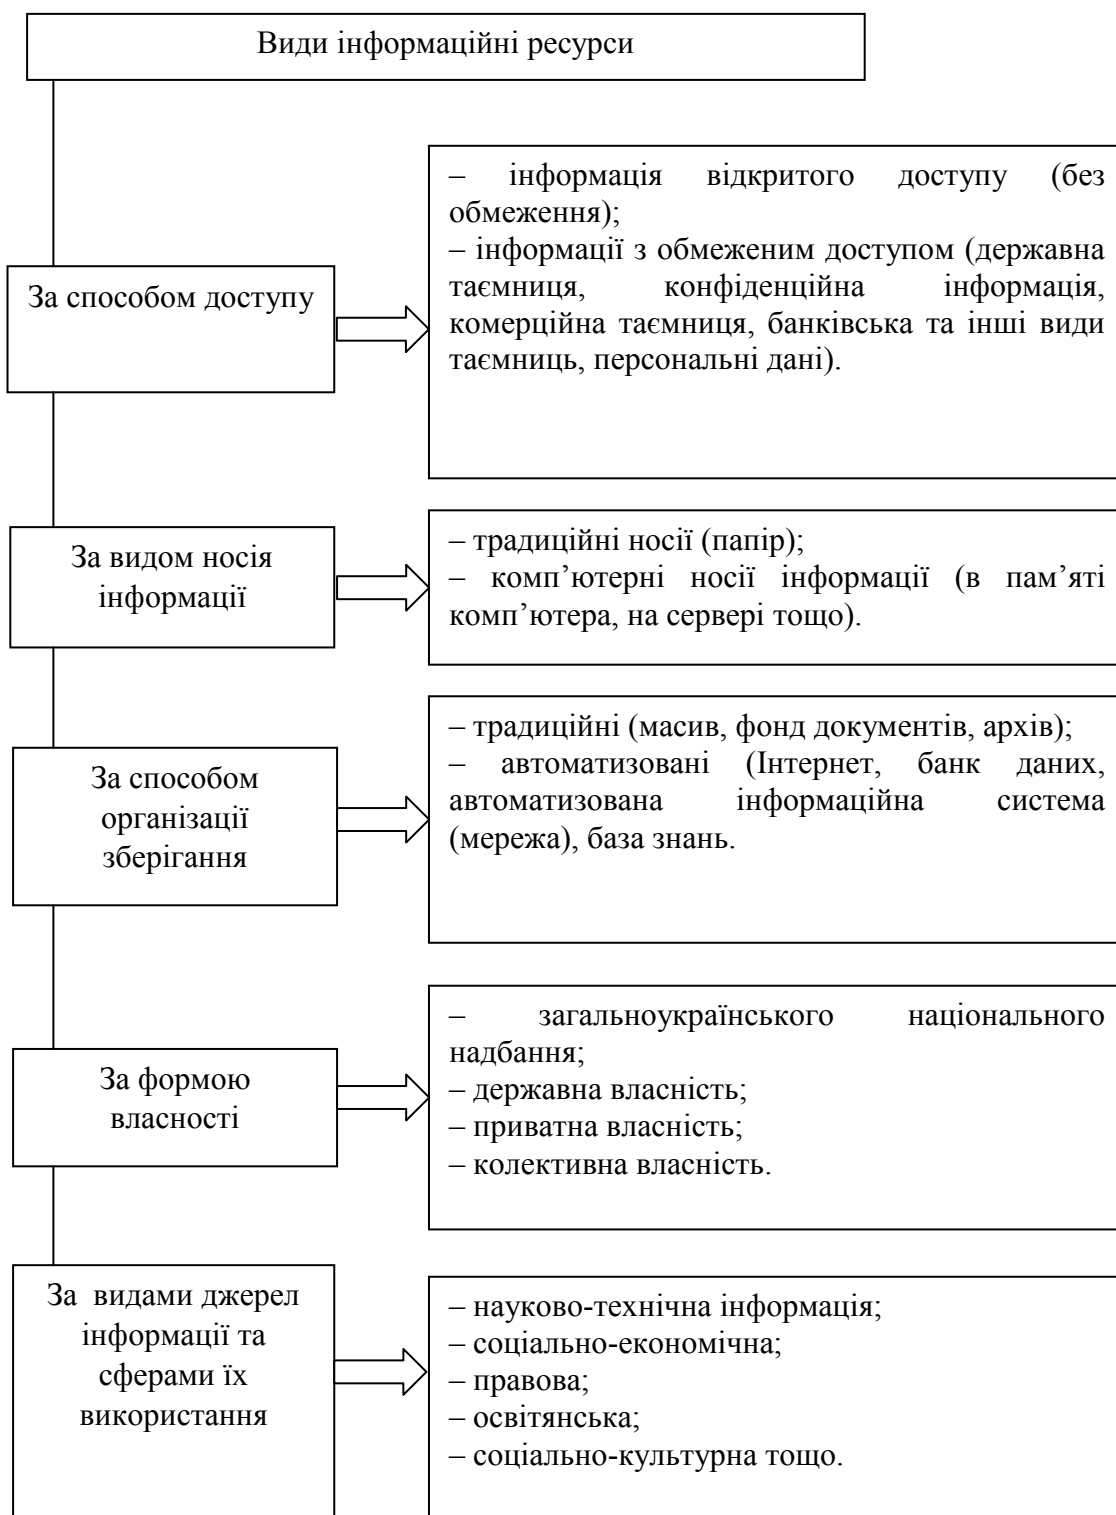 Види інформаційні ресурси
За способом доступу
– інформація відкритого доступу (без
обмеження);
– інформації з обмеженим доступом (державна
таємниця, конфіденційна інформація,
комерційна таємниця, банківська та інші види
таємниць, персональні дані).
За видом носія
інформації
– традиційні носії (папір);
– комп’ютерні носії інформації (в пам’яті
комп’ютера, на сервері тощо).
За способом
організації
зберігання
– традиційні (масив, фонд документів, архів);
– автоматизовані (Інтернет, банк даних,
автоматизована інформаційна система
(мережа), база знань.
За формою
власності
– загальноукраїнського національного
надбання;
– державна власність;
– приватна власність;
– колективна власність.
За видами джерел
інформації та
сферами їх
використання
– науково-технічна інформація;
– соціально-економічна;
– правова;
– освітянська;
– соціально-культурна тощо.